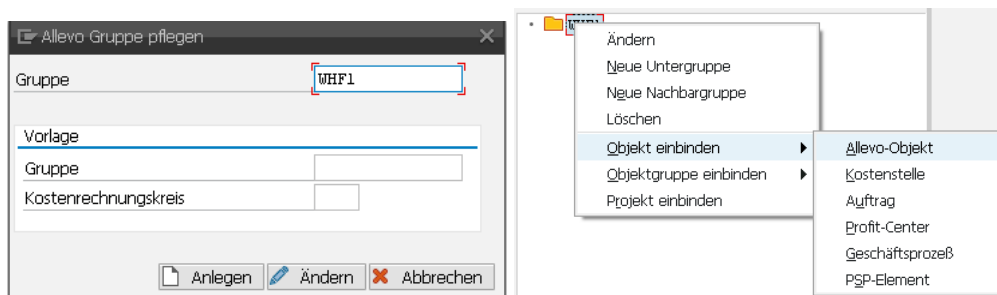 Allevo Gruppe pflegen
Gruppe WHF1
Vorlage
Gruppe
Kostenrechnungskreis
Anlegen Ändern Abbrechen
WHF1
Ändern
Neue Untergruppe
Neue Nachbargruppe
Löschen
Objekt einbinden
Objektgruppe einbinden
Projekt einbinden
Allevo-Objekt
Kostenstelle
Auftrag
Profit-Center
Geschäftsprozeß
PSP-Element